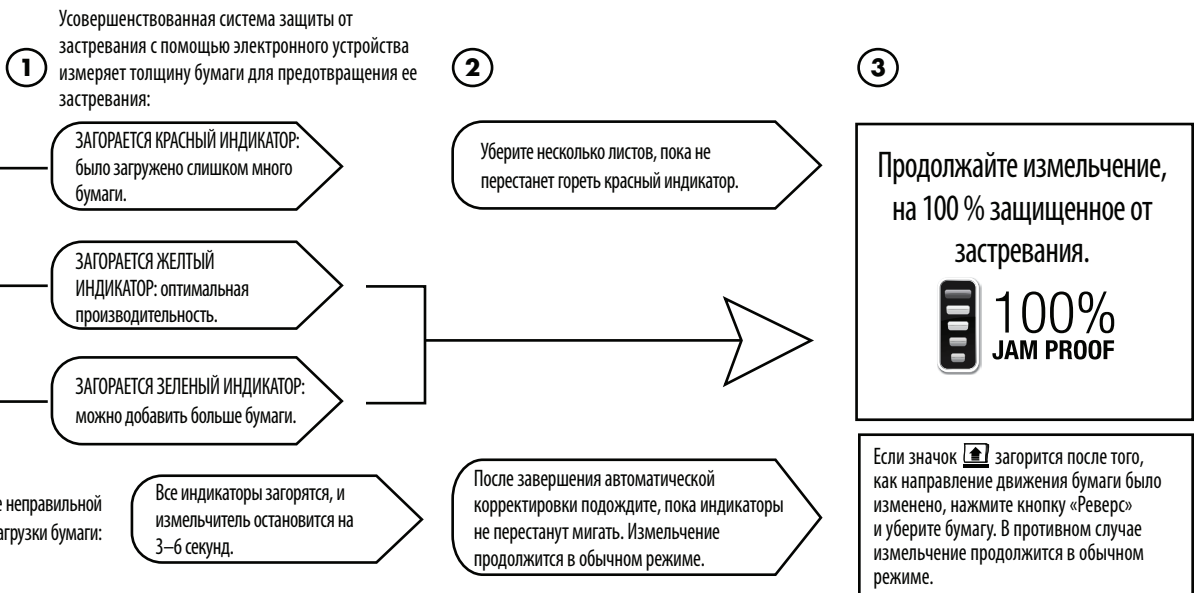 Усовершенствованная система защиты от
застревания с помощью электронного устройства
измеряет толщину бумаги для предотвращения ее
застревания:
1
2
3
ЗАГОРАЕТСЯ КРАСНЫЙ ИНДИКАТОР:
было загружено слишком много
бумаги.
Уберите несколько листов, пока не
перестанет гореть красный индикатор.
Продолжайте измельчение,
на 100 % защищенное от
застревания.
100%
JAM PROOF
ЗАГОРАЕТСЯ ЖЕЛТЫЙ
ИНДИКАТОР: оптимальная
производительность.
ЗАГОРАЕТСЯ ЗЕЛЕНЫЙ ИНДИКАТОР:
можно добавить больше бумаги.
е неправильной
агрузки бумаги:
Все индикаторы загорятся, и
измельчитель остановится на
3–6 секунд.
После завершения автоматической
корректировки подождите, пока индикаторы
не перестанут мигать. Измельчение
продолжится в обычном режиме.
Если значок загорится после того,
как направление движения бумаги было
изменено, нажмите кнопку «Реверс»
и уберите бумагу. В противном случае
измельчение продолжится в обычном
режиме.